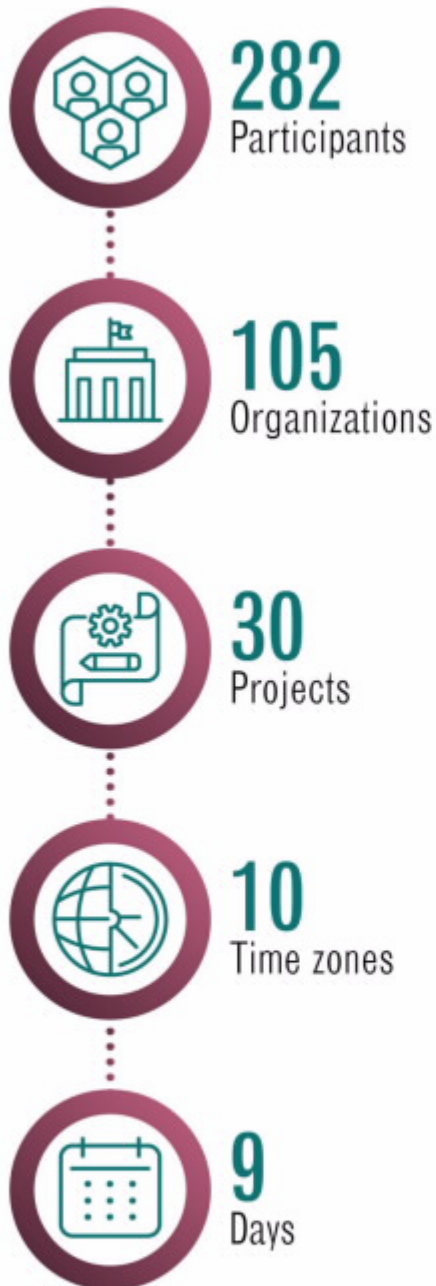 282
Participants
105
Organizations
30
Projects
10
Time zones
9
Days